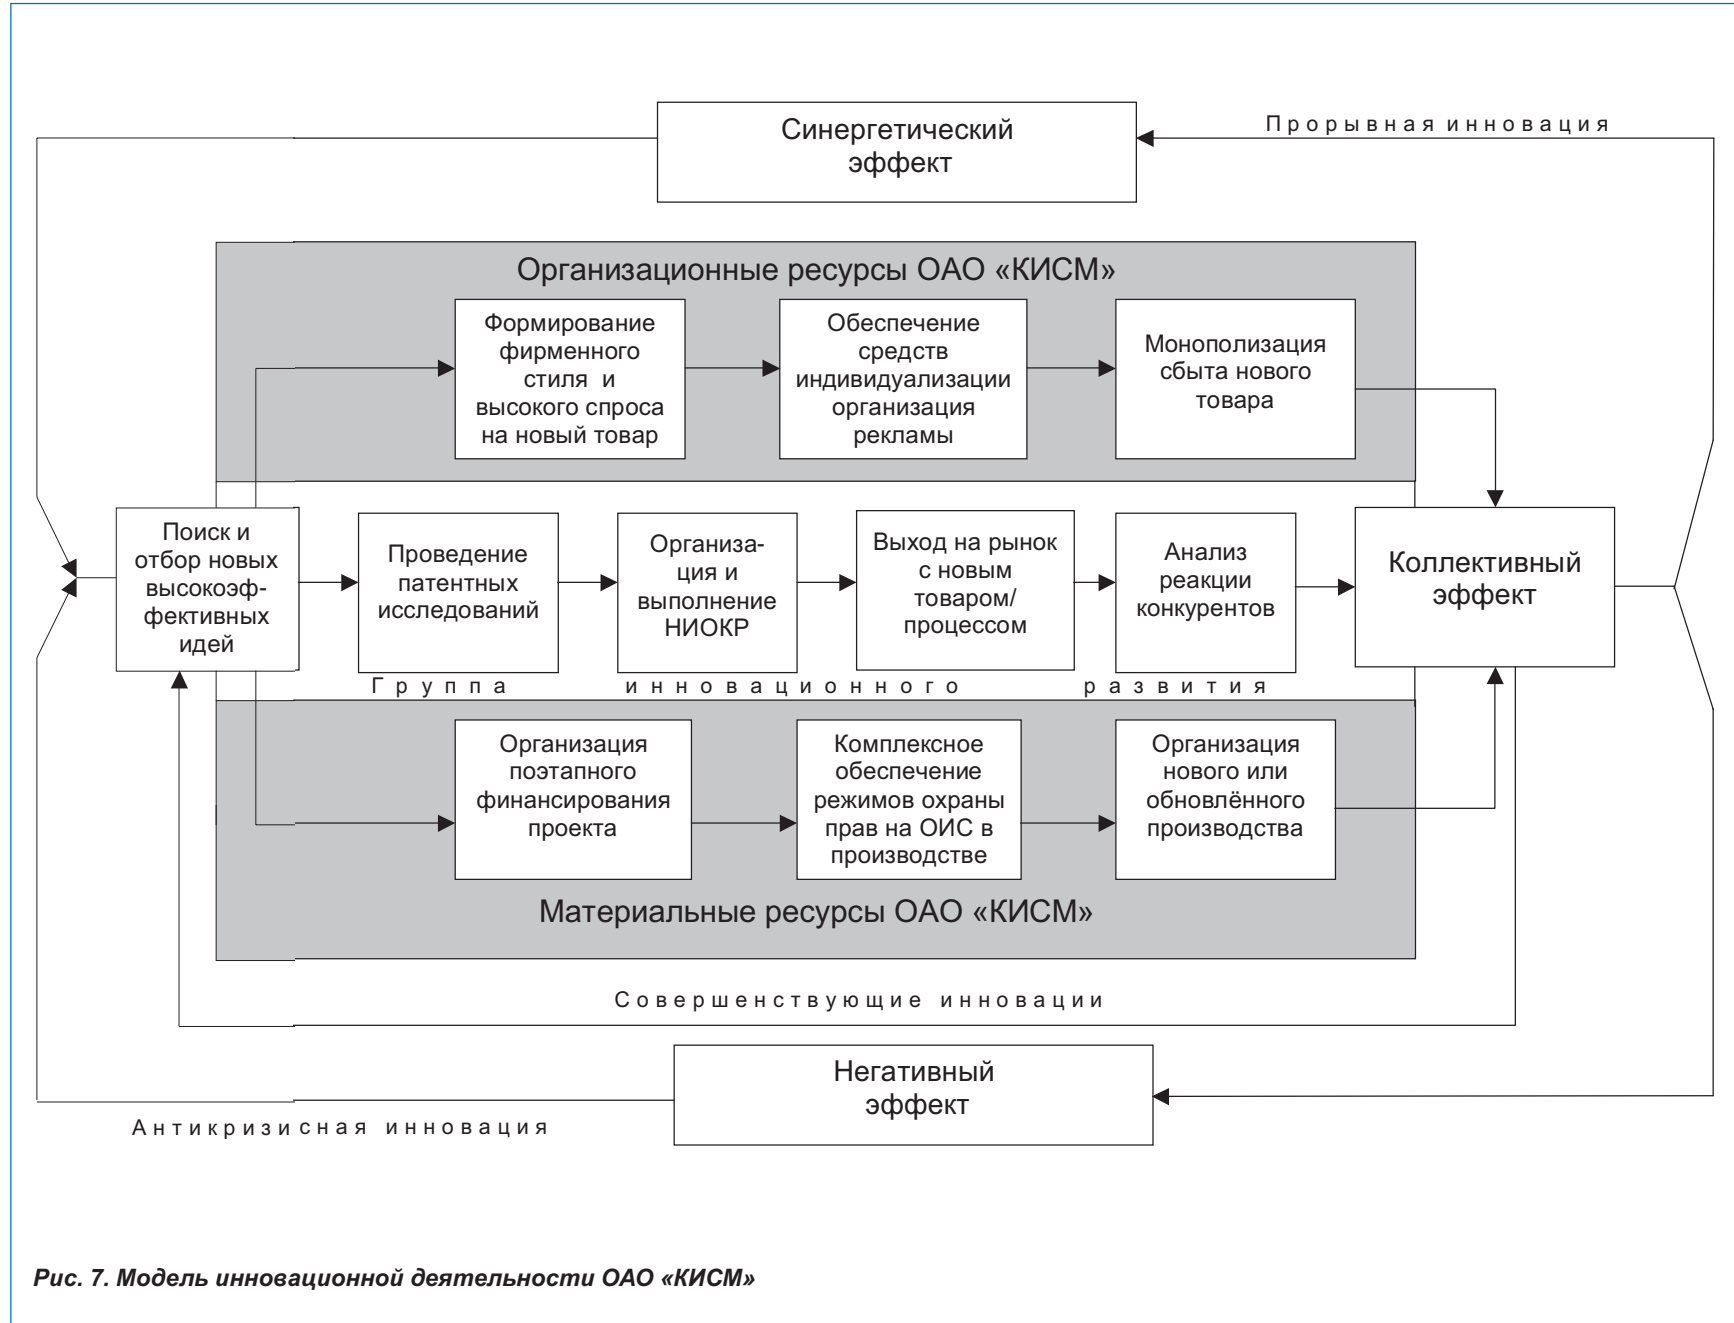 Синергетический
эффект
Прорывная инновация
Организационные ресурсы ОАО «КИСМ»
Формирование
фирменного
стиля и
высокого спроса
на новый товар
Обеспечение
средств
индивидуализации
организация
рекламы
Монополизация
сбыта нового
товара
Поиск и
отбор новых
высокоэф-
фективных
идей
Проведение
патентных
исследований
Организа-
ция и
выполнение
НИОКР
Выход на рынок
с новым
товаром/
процессом
Анализ
реакции
конкурентов
Коллективный
эффект
Группа инновационного развития
Организация
поэтапного
финансирования
проекта
Комплексное
обеспечение
режимов охраны
прав на ОИС в
производстве
Организация
нового или
обновлённого
производства
Материальные ресурсы ОАО «КИСМ»
Совершенствующие инновации
Негативный
эффект
Антикризисная инновация
Рис. 7. Модель инновационной деятельности ОАО «КИСМ»